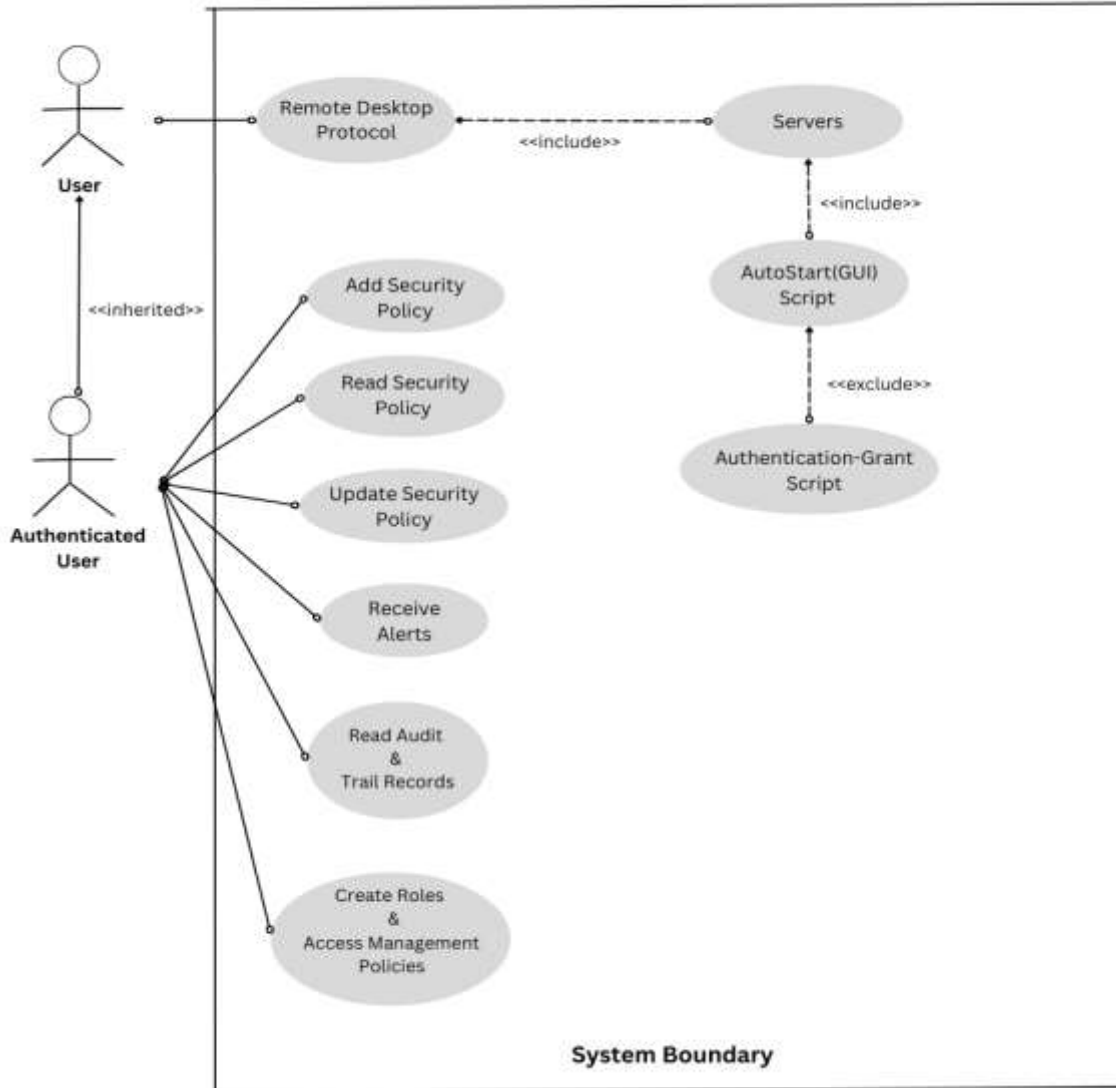 Remote Desktop
Protocol
Servers
<<include>>
User
<<include>>
AutoStart(GUI)
Script
Add Security
Policy
<<inherited>>
Read Security
Policy
<<exclude>>
Authentication-Grant
Script
Update Security
Policy
Authenticated
User
Receive
Alerts
Read Audit
&
Trail Records
Create Roles
&
Access Management
Policies
System Boundary